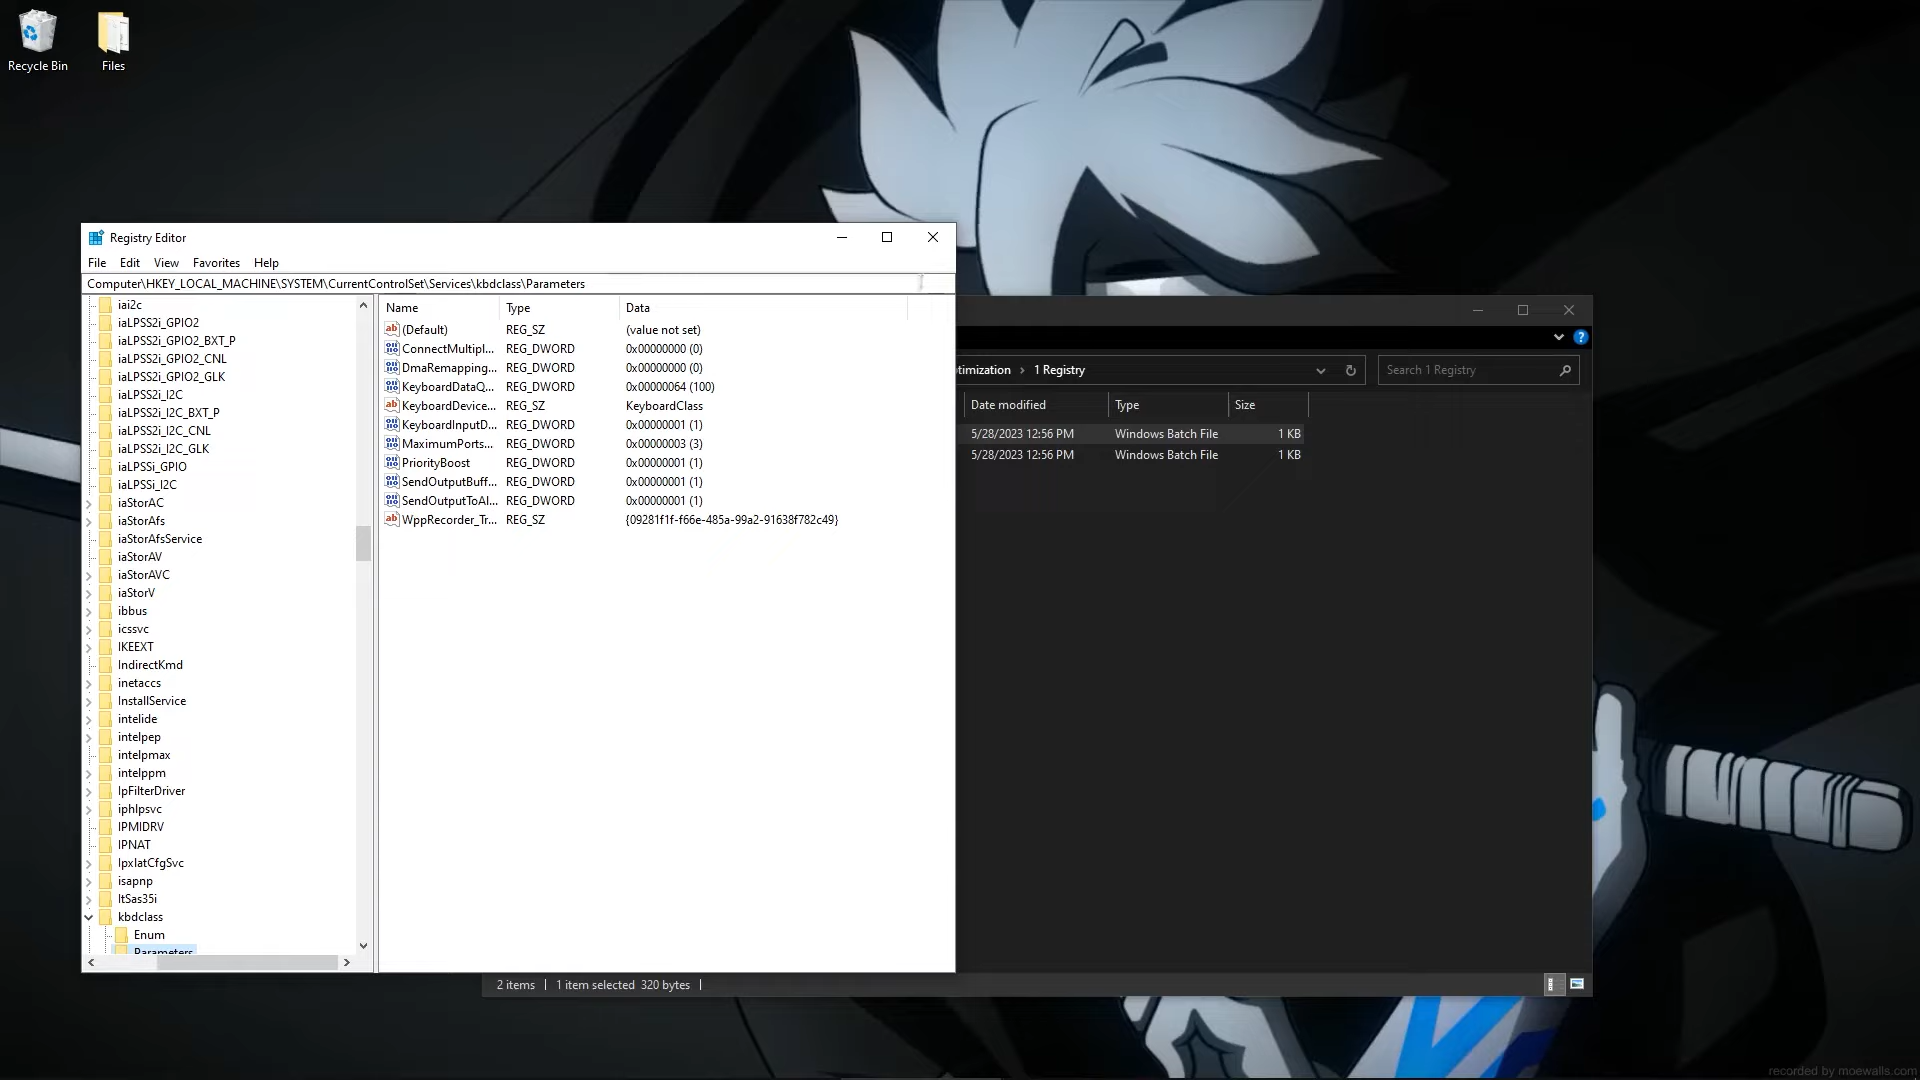 Recycle Bin
Files
Registry Editor
File Edit View Favorites Help
Computer\HKEY_LOCAL_MACHINE\SYSTEM\CurrentControlSet\Services\kbdclass\Parameters
iai2c
iaLPSS2i_GPIO2
iaLPSS2i_GPIO2_BXT_P
iaLPSS2i_GPIO2_CNL
iaLPSS2i_GPIO2_GLK
iaLPSS2i_I2C
iaLPSS2i_I2C_BXT_P
iaLPSS2i_I2C_CNL
iaLPSS2i_I2C_GLK
iaLPSSi_GPIO
iaLPSSi_I2C
iaStorAC
iaStorAfs
iaStorAfsService
iaStorAV
iaStorAVC
iaStorV
ibbus
icssvc
IKEEXT
IndirectKmd
inetaccs
InstallService
intelide
intelpep
intelpmax
intelppm
IpFilterDriver
iphlpsvc
IPMIDRV
IPNAT
IpxlatCfgSvc
isapnp
ItSas35i
kbdclass
Enum
Parameters
Name Type Data
(Default) REG_SZ (value not set)
ConnectMultipl... REG_DWORD 0x00000000 (0)
DmaRemapping... REG_DWORD 0x00000000 (0)
KeyboardDataQ... REG_DWORD 0x00000064 (100)
KeyboardDevice... REG_SZ KeyboardClass
KeyboardInputD... REG_DWORD 0x00000001 (1)
MaximumPorts... REG_DWORD 0x00000003 (3)
PriorityBoost REG_DWORD 0x00000001 (1)
SendOutputBuff... REG_DWORD 0x00000001 (1)
SendOutputToAl... REG_DWORD 0x00000001 (1)
WppRecorder_Tr... REG_SZ {09281f1f-f66e-485a-99a2-91638f782c49}
timization › 1 Registry
Search 1 Registry
Date modified Type Size
5/28/2023 12:56 PM Windows Batch File 1 KB
5/28/2023 12:56 PM Windows Batch File 1 KB
2 items 1 item selected 320 bytes
recorded by moewalls.com